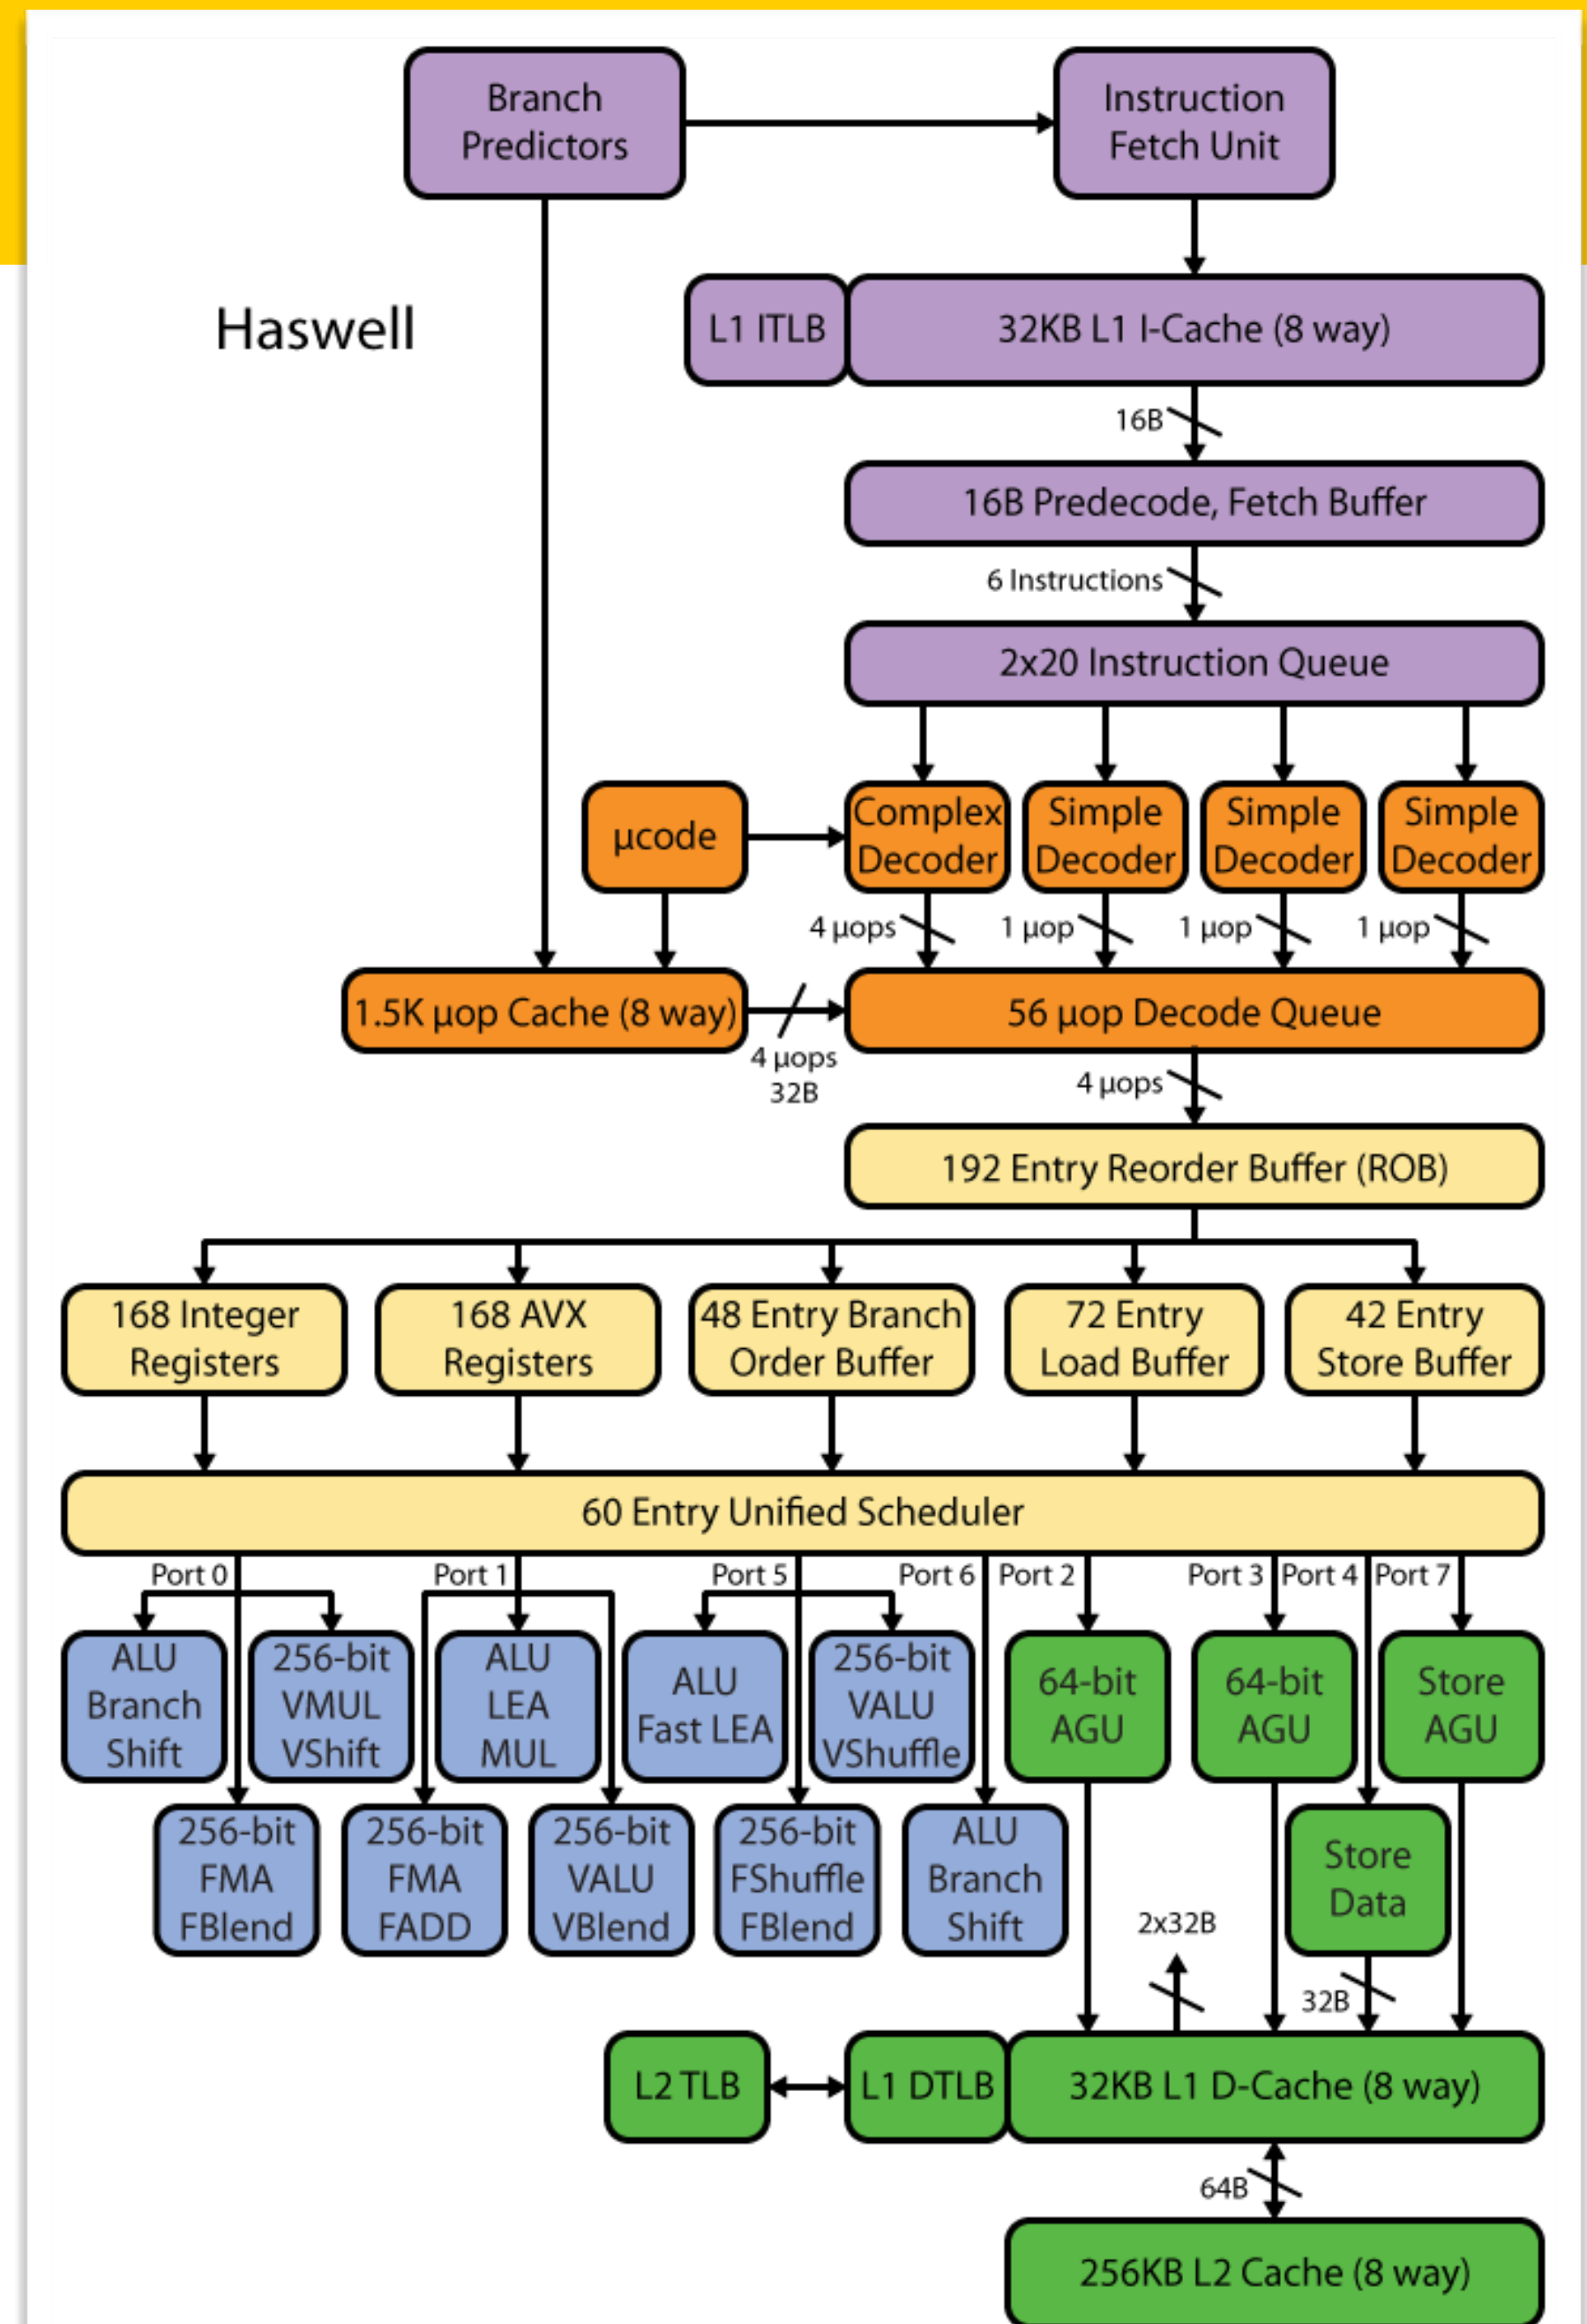 Branch
Predictors
Instruction
Fetch Unit
Haswell
L1 ITLB
32KB L1 I-Cache (8 way)
16B
16B Predecode, Fetch Buffer
6 Instructions
2x20 Instruction Queue
µcode
Complex
Decoder
Simple
Decoder
Simple
Decoder
Simple
Decoder
4 µops
1 µop
1 µop
1 µop
1.5K µop Cache (8 way)
4 µops
32B
56 µop Decode Queue
4 µops
192 Entry Reorder Buffer (ROB)
168 Integer
Registers
168 AVX
Registers
48 Entry Branch
Order Buffer
72 Entry
Load Buffer
42 Entry
Store Buffer
60 Entry Unified Scheduler
Port 0
Port 1
Port 5
Port 6
Port 2
Port 3
Port 4
Port 7
ALU
Branch
Shift
256-bit
VMUL
VShift
ALU
LEA
MUL
ALU
Fast LEA
256-bit
VALU
VShuffle
64-bit
AGU
64-bit
AGU
Store
AGU
256-bit
FMA
FBlend
256-bit
FMA
FADD
256-bit
VALU
VBlend
256-bit
FShuffle
FBlend
ALU
Branch
Shift
Store
Data
2x32B
32B
L2 TLB
L1 DTLB
32KB L1 D-Cache (8 way)
64B
256KB L2 Cache (8 way)